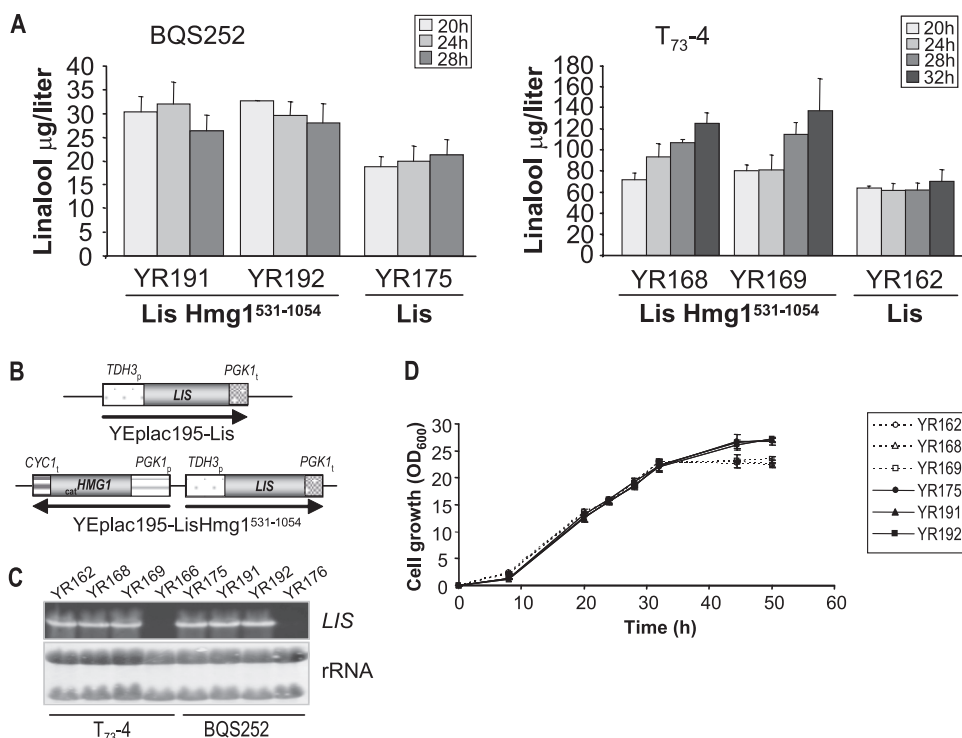 A
BQS252
20h
24h
28h
Linalool µg/liter
40
35
30
25
20
15
10
5
0
YR191 YR192 YR175
Lis Hmg1⁵³¹⁻¹⁰⁵⁴ Lis
T₇₃-4
20h
24h
28h
32h
Linalool µg/liter
180
160
140
120
100
80
60
40
20
0
YR168 YR169 YR162
Lis Hmg1⁵³¹⁻¹⁰⁵⁴ Lis
B
TDH3p PGK1t
LIS
YEplac195-Lis
CYC1t PGK1p TDH3p PGK1t
catHMG1 LIS
YEplac195-LisHmg1⁵³¹⁻¹⁰⁵⁴
C
YR162 YR168 YR169 YR166 YR175 YR191 YR192 YR176
LIS
rRNA
T₇₃-4 BQS252
D
Cell growth (OD₆₀₀)
35
30
25
20
15
10
5
0
0 10 20 30 40 50 60
Time (h)
YR162
YR168
YR169
YR175
YR191
YR192